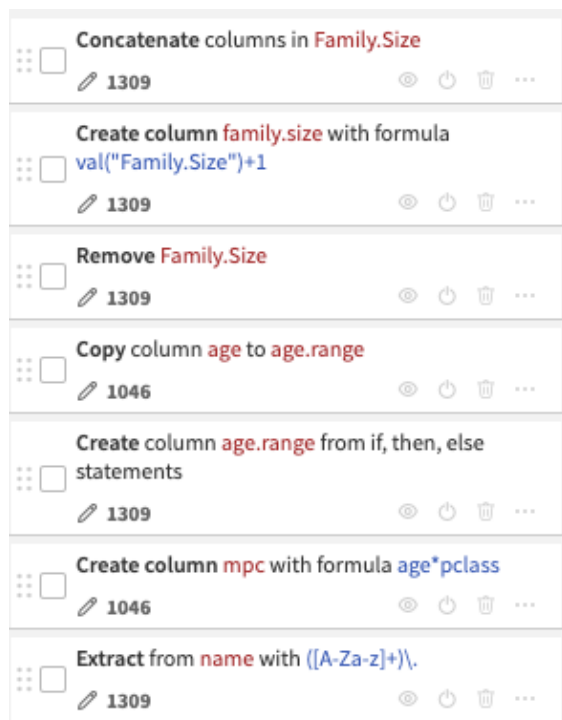 Concatenate columns in Family.Size
1309
Create column family.size with formula
val("Family.Size")+1
1309
Remove Family.Size
1309
Copy column age to age.range
1046
Create column age.range from if, then, else
statements
1309
Create column mpc with formula age*pclass
1046
Extract from name with ([A-Za-z]+)\.
1309